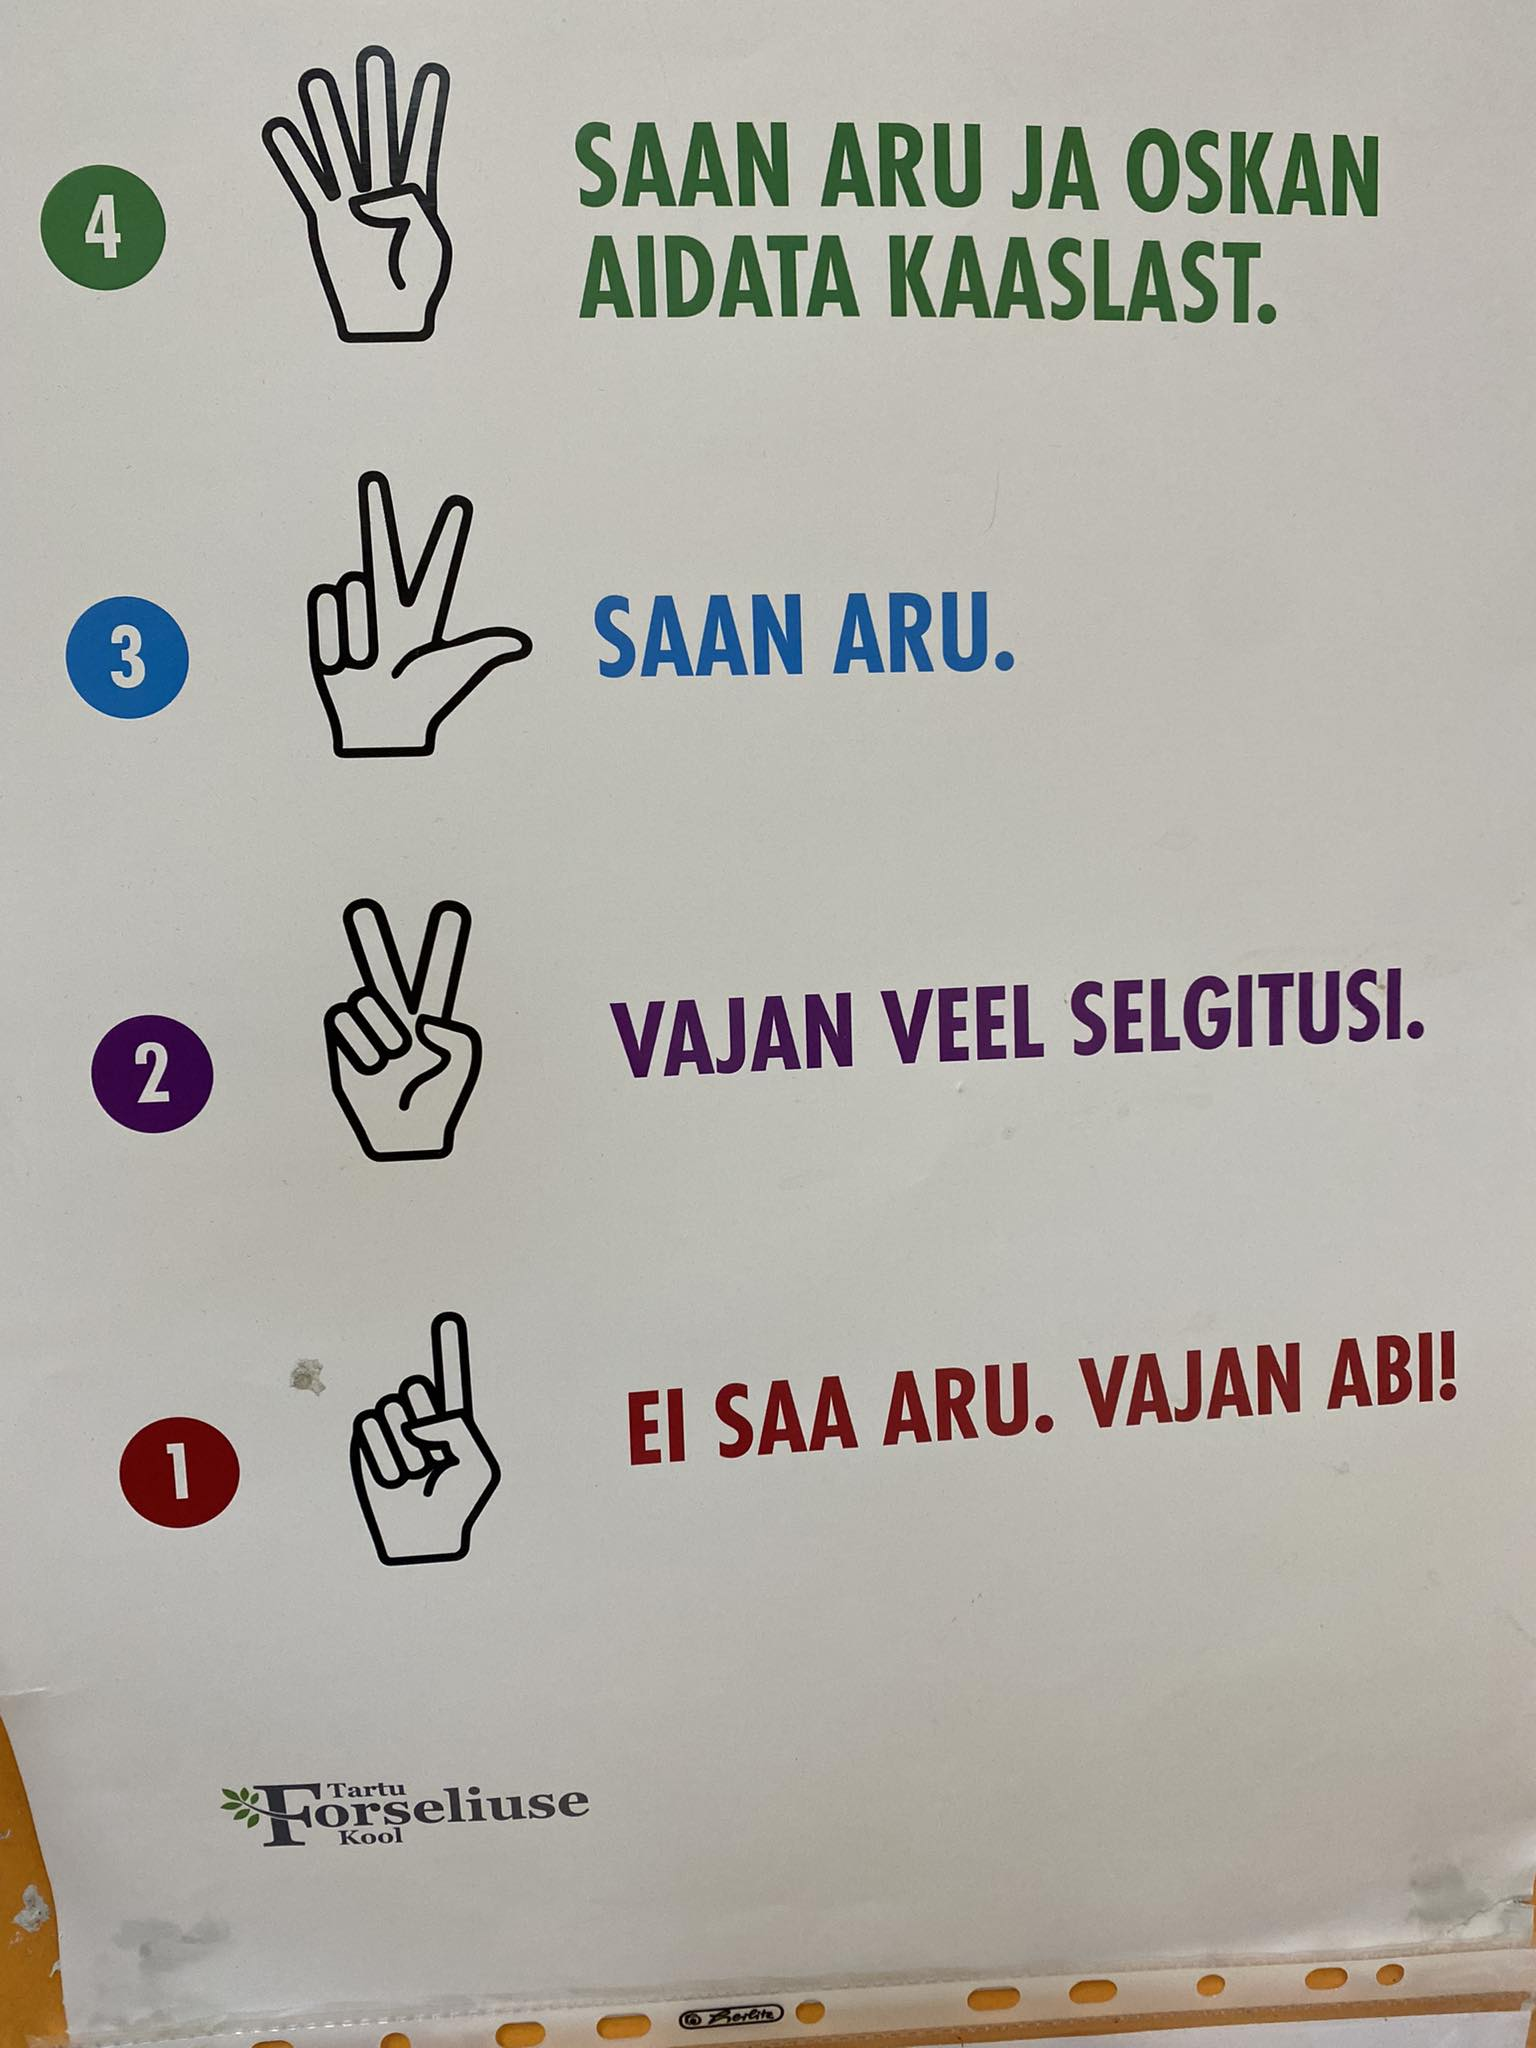 4
SAAN ARU JA OSKAN
AIDATA KAASLAST.
3
SAAN ARU.
2
VAJAN VEEL SELGITUSI.
1
EI SAA ARU. VAJAN ABI!
Tartu
Forseliuse
Kool
Herlitz